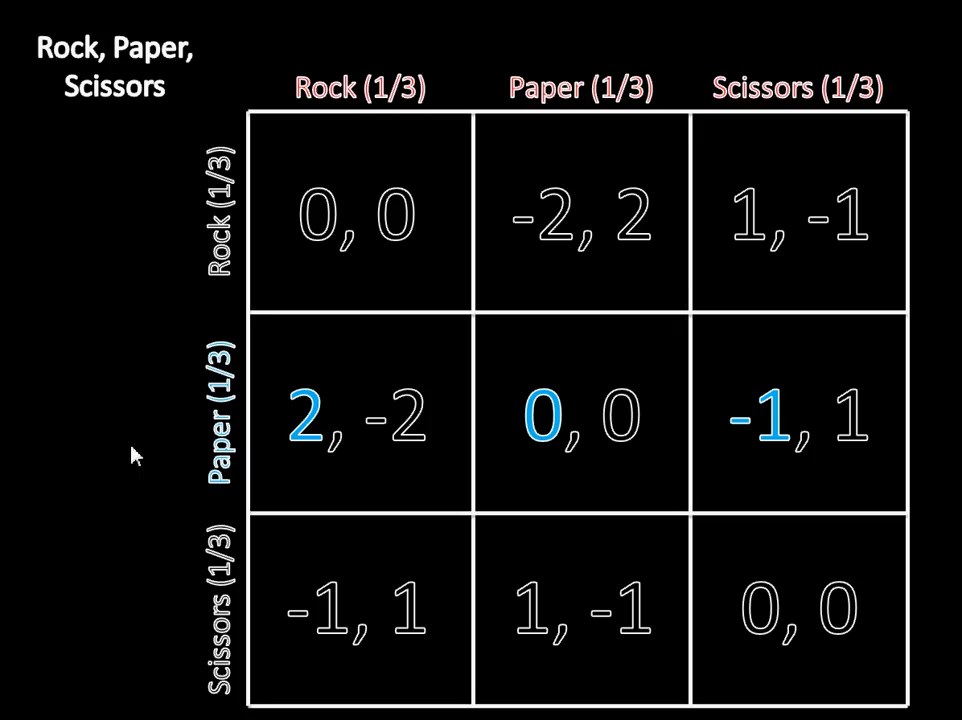 Rock, Paper,
Scissors
Rock (1/3) Paper (1/3) Scissors (1/3)
Rock (1/3) 0, 0 -2, 2 1, -1
Paper (1/3) 2, -2 0, 0 -1, 1
Scissors (1/3) -1, 1 1, -1 0, 0